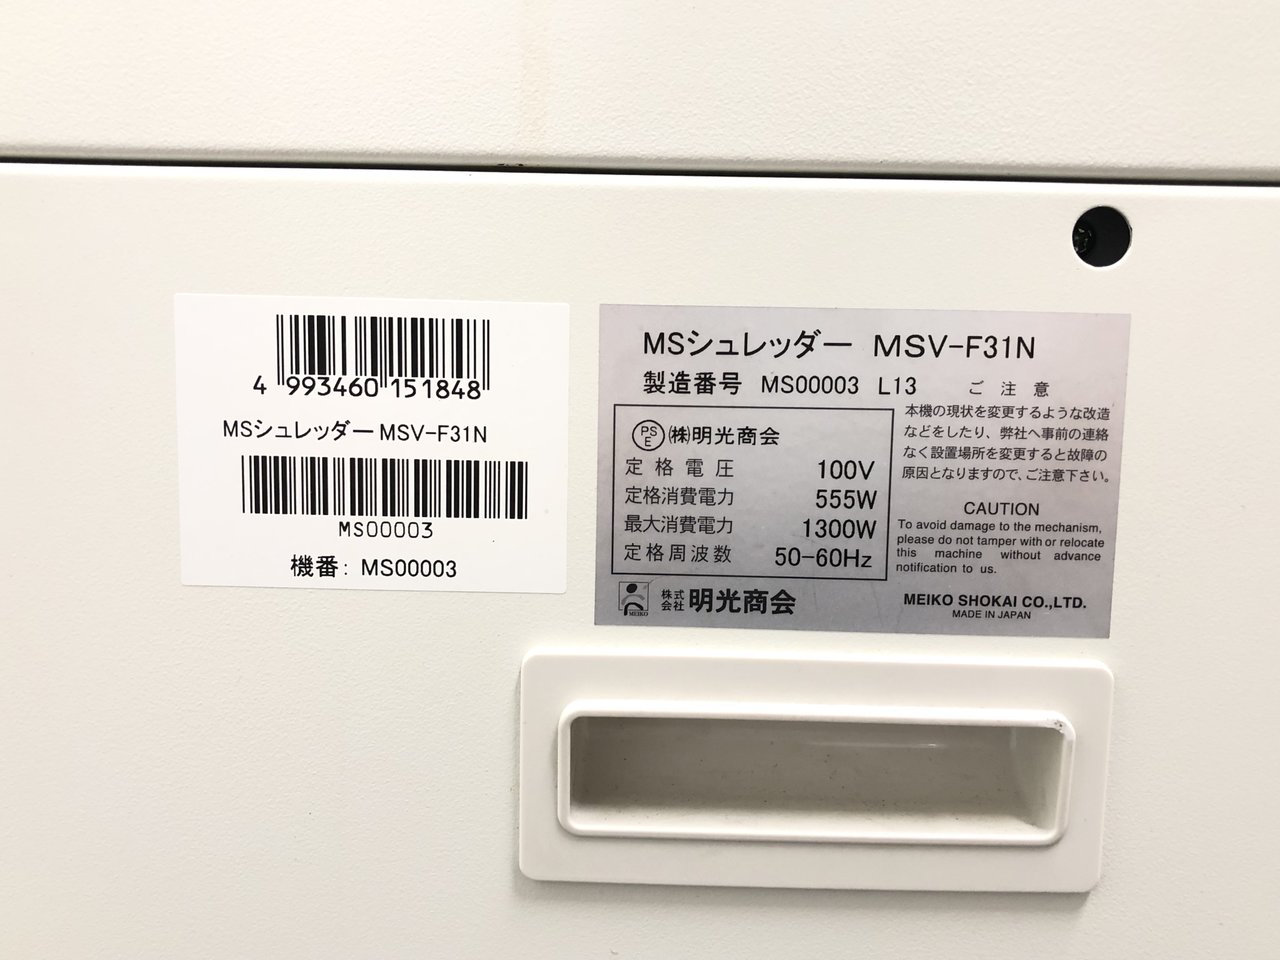 4 993460 151848
MSシュレッダー MSV-F31N
MS00003
機番: MS00003
MSシュレッダー MSV-F31N
製造番号 MS00003 L13
PSE ㈱明光商会
定格電圧 100V
定格消費電力 555W
最大消費電力 1300W
定格周波数 50-60Hz
MEIKO
株式会社 明光商会
ご注意
本機の現状を変更するような改造
などをしたり、弊社へ事前の連絡
なく設置場所を変更すると故障の
原因となりますので、ご注意下さい。
CAUTION
To avoid damage to the mechanism,
please do not tamper with or relocate
this machine without advance
notification to us.
MEIKO SHOKAI CO.,LTD.
MADE IN JAPAN